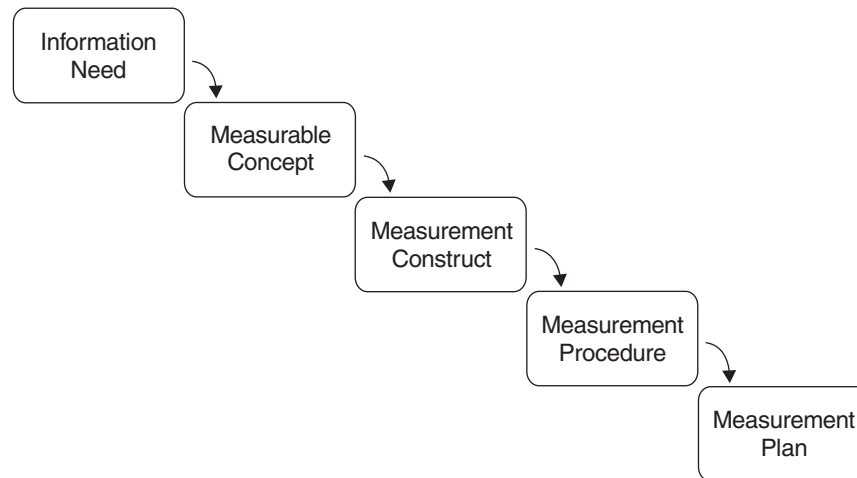 Information
Need
Measurable
Concept
Measurement
Construct
Measurement
Procedure
Measurement
Plan